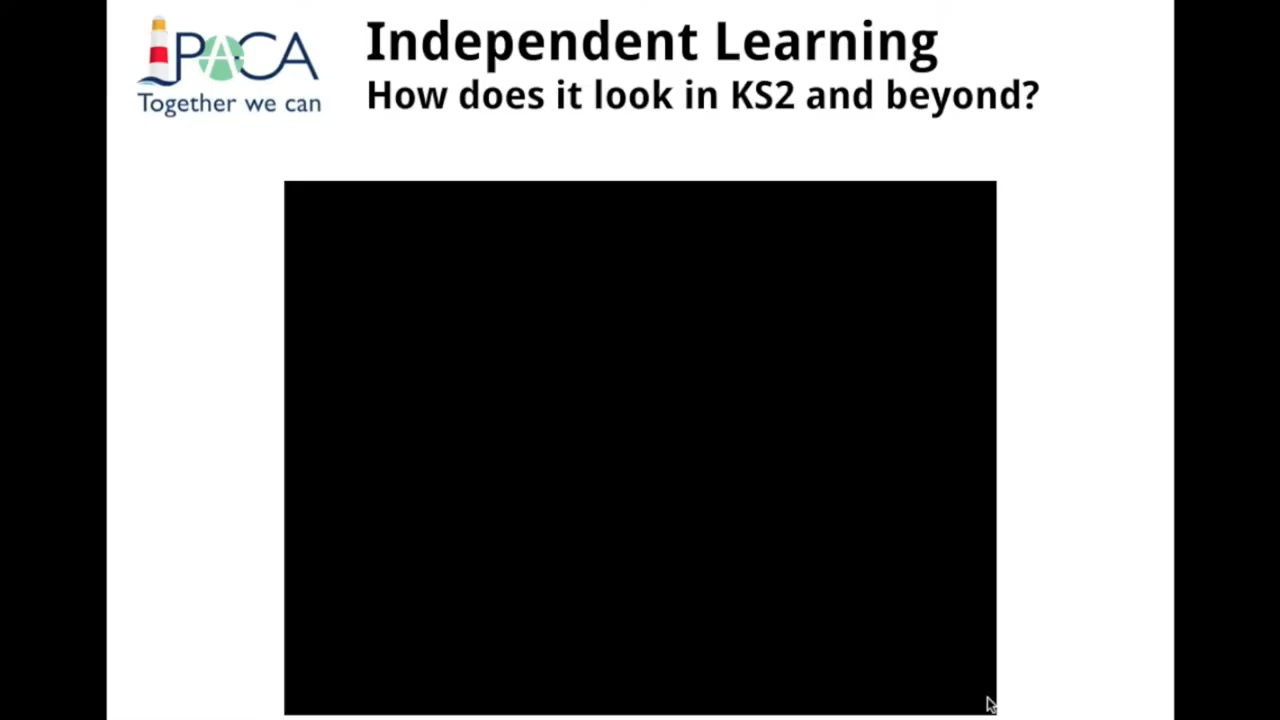 PACA
Together we can
Independent Learning
How does it look in KS2 and beyond?